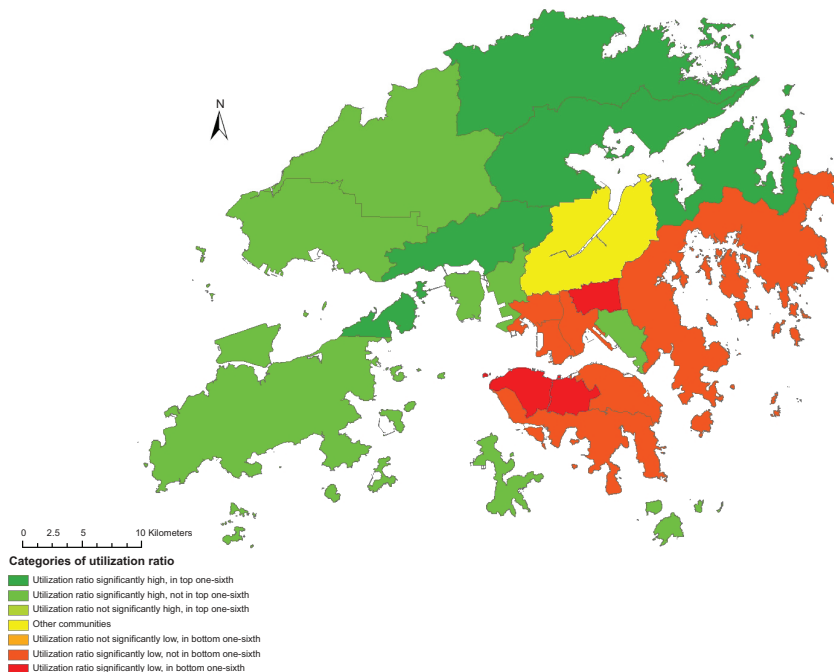 N
0 2.5 5 10 Kilometers
Categories of utilization ratio
Utilization ratio significantly high, in top one-sixth
Utilization ratio significantly high, not in top one-sixth
Utilization ratio not significantly high, in top one-sixth
Other communities
Utilization ratio not significantly low, in bottom one-sixth
Utilization ratio significantly low, not in bottom one-sixth
Utilization ratio significantly low, in bottom one-sixth